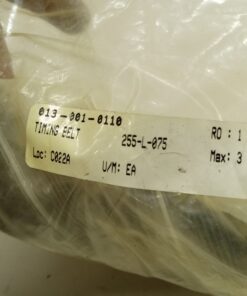 013-001-0110
TIMING BELT 255-L-075 RO: 1
Loc: C022A U/M: EA Max: 3